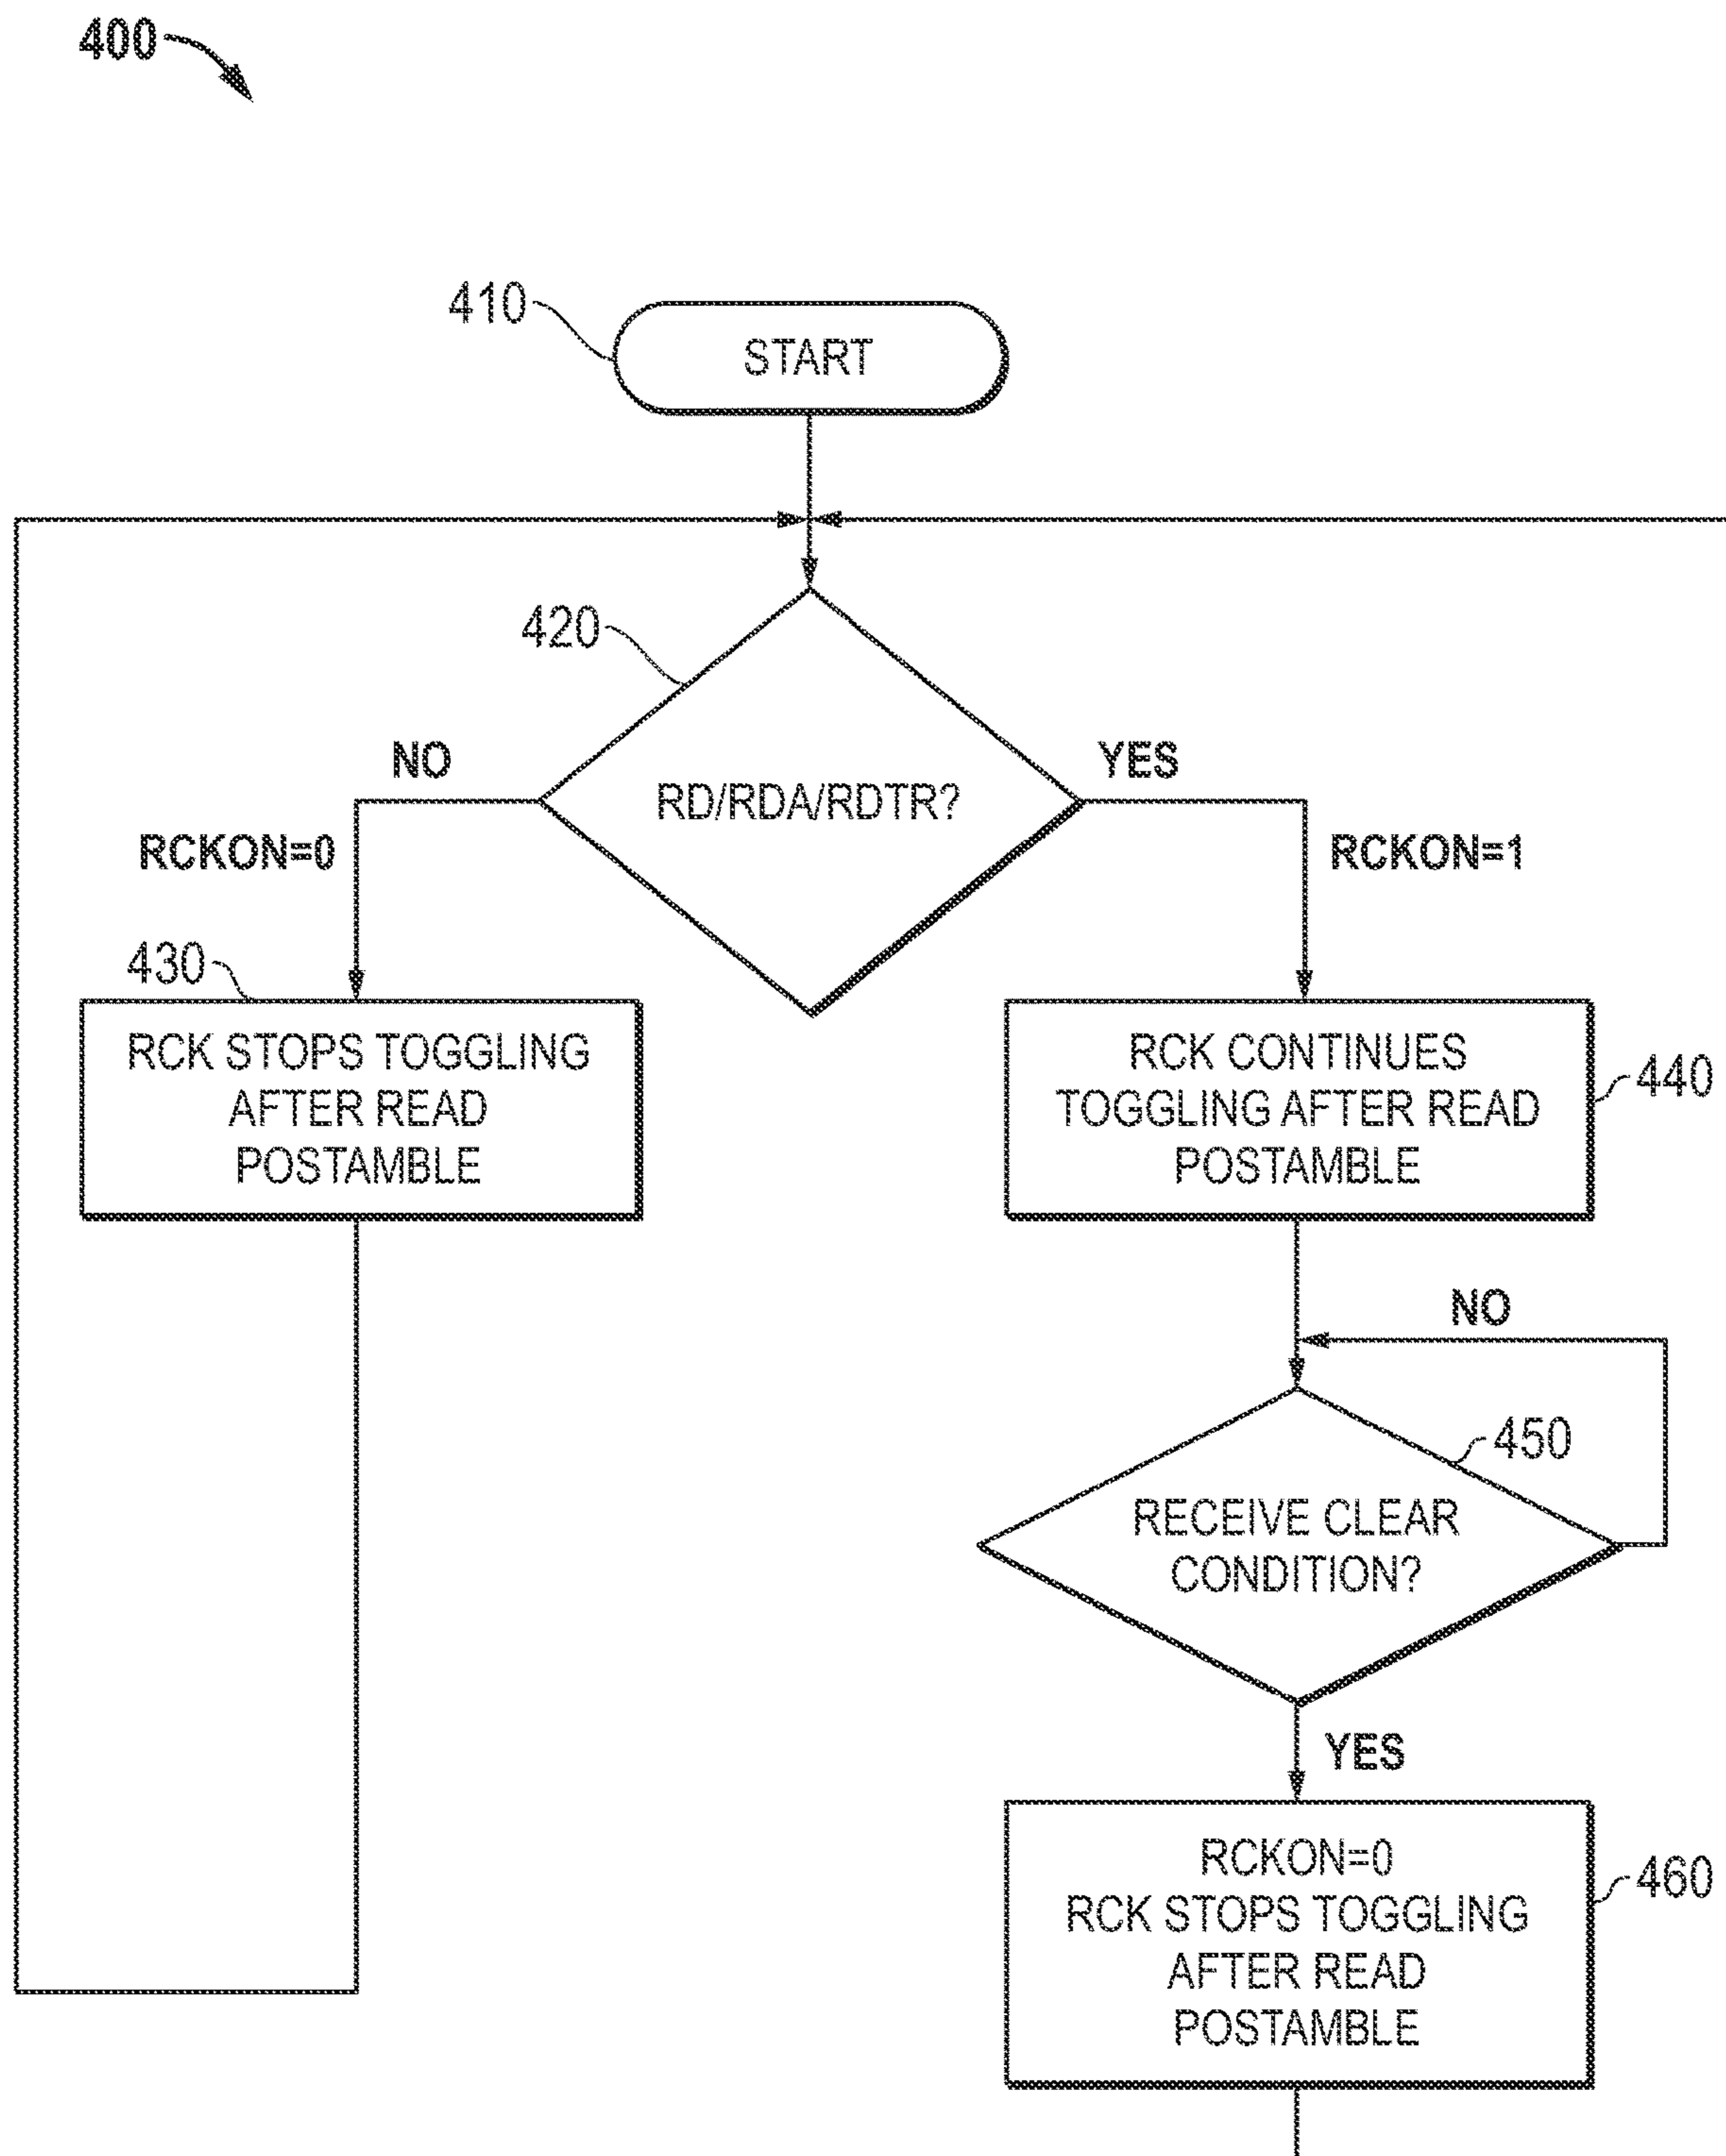 400
410
START
420
NO
YES
RD/RDA/RDTR?
RCKON=0
RCKON=1
430
RCK STOPS TOGGLING
AFTER READ
POSTAMBLE
RCK CONTINUES
TOGGLING AFTER READ
POSTAMBLE
440
NO
450
RECEIVE CLEAR
CONDITION?
YES
RCKON=0
RCK STOPS TOGGLING
AFTER READ
POSTAMBLE
460